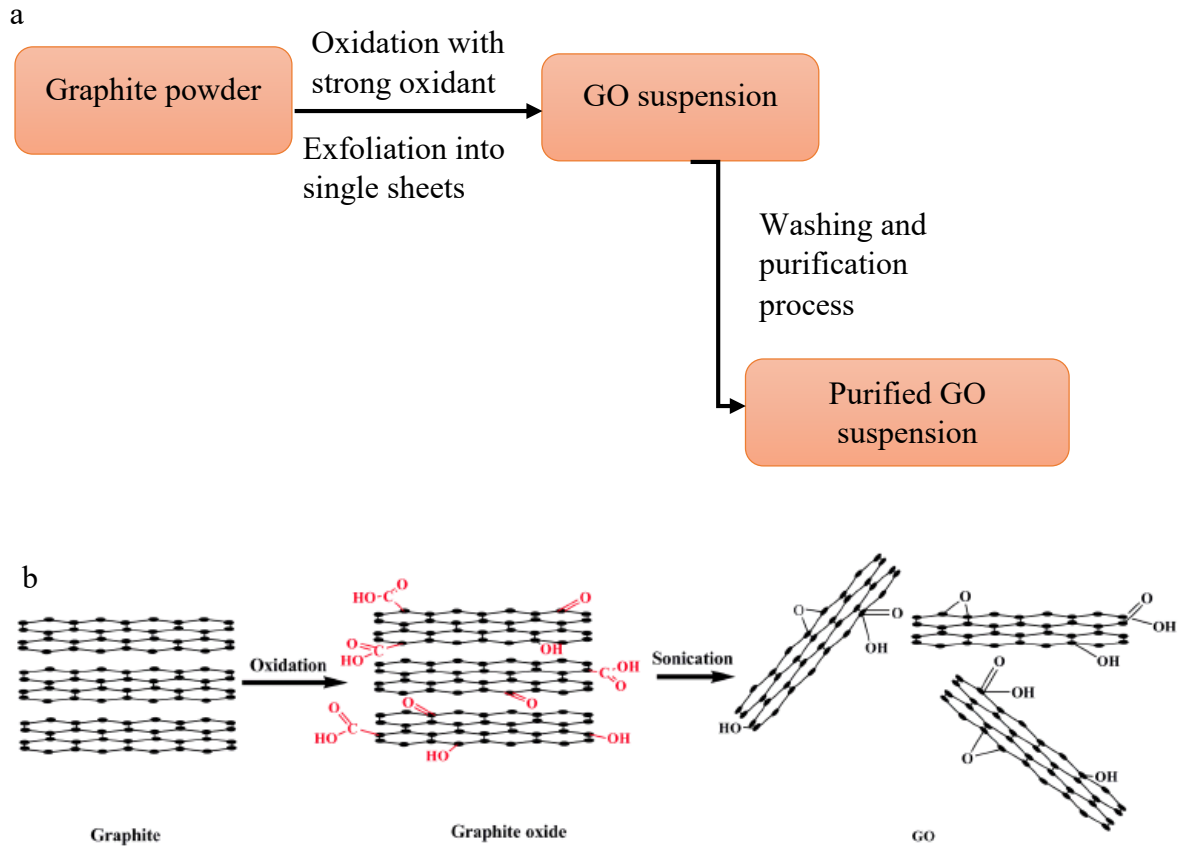 a
Graphite powder
Oxidation with
strong oxidant
Exfoliation into
single sheets
GO suspension
Washing and
purification
process
Purified GO
suspension
b
Graphite
Oxidation
HO C O
O
O C HO
OH
C OH O
O
O
O C HO
HO
OH
Graphite oxide
Sonication
O
O
OH
HO
O
O
OH
OH
O
OH
O
OH
GO